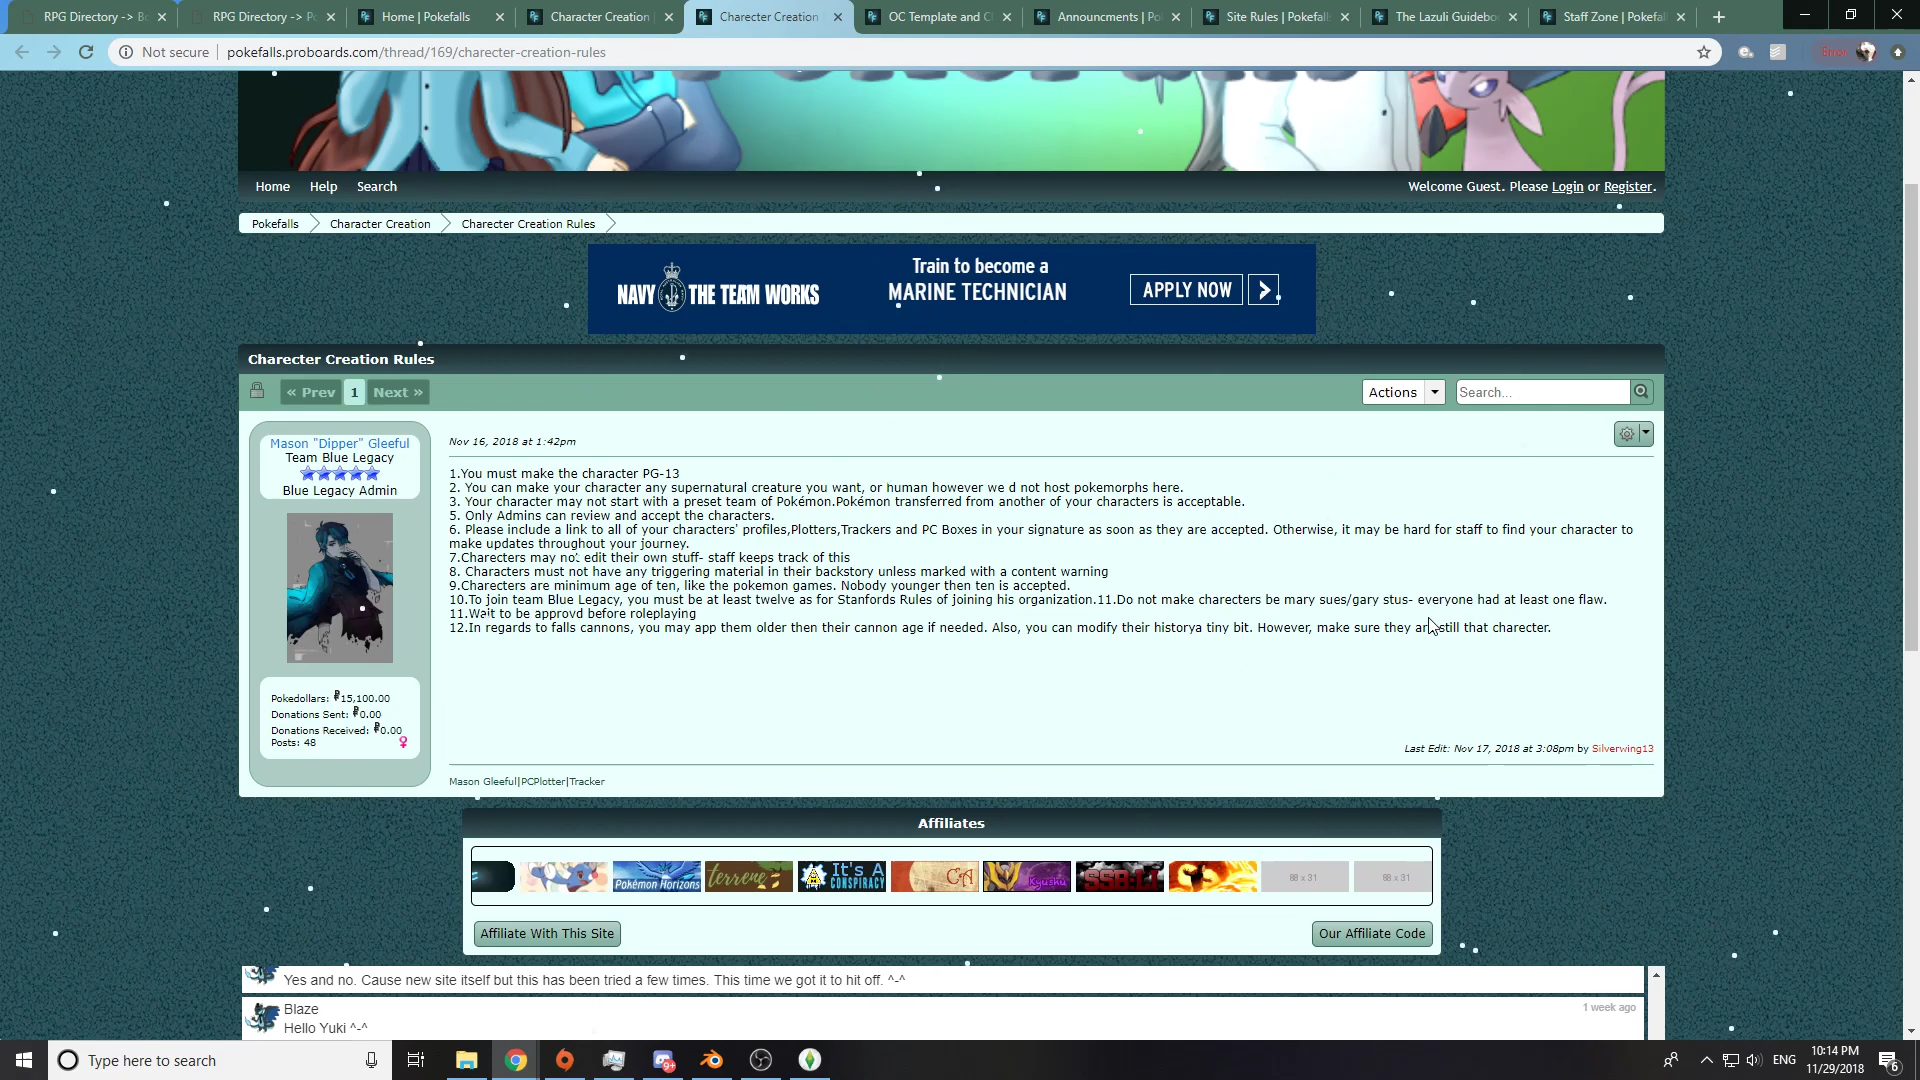 RPG Directory -> Bo
RPG Directory -> Po
Home | Pokefalls
Character Creation |
Charecter Creation
OC Template and C
Announcments | Po
Site Rules | Pokefalls
The Lazuli Guidebo
Staff Zone | Pokefal
Not secure | pokefalls.proboards.com/thread/169/charecter-creation-rules
Error
Home Help Search
Welcome Guest. Please Login or Register.
Pokefalls Character Creation Charecter Creation Rules
NAVY THE TEAM WORKS
Train to become a
MARINE TECHNICIAN
APPLY NOW
Charecter Creation Rules
« Prev 1 Next »
Actions
Search...
Mason "Dipper" Gleeful
Team Blue Legacy
Blue Legacy Admin
Pokedollars: ₽15,100.00
Donations Sent: ₽0.00
Donations Received: ₽0.00
Posts: 48
Nov 16, 2018 at 1:42pm
1.You must make the character PG-13
2. You can make your character any supernatural creature you want, or human however we d not host pokemorphs here.
3. Your character may not start with a preset team of Pokémon.Pokémon transferred from another of your characters is acceptable.
5. Only Admins can review and accept the characters.
6. Please include a link to all of your characters' profiles,Plotters,Trackers and PC Boxes in your signature as soon as they are accepted. Otherwise, it may be hard for staff to find your character to
make updates throughout your journey.
7.Charecters may not edit their own stuff- staff keeps track of this
8. Characters must not have any triggering material in their backstory unless marked with a content warning
9.Charecters are minimum age of ten, like the pokemon games. Nobody younger then ten is accepted.
10.To join team Blue Legacy, you must be at least twelve as for Stanfords Rules of joining his organization.11.Do not make charecters be mary sues/gary stus- everyone had at least one flaw.
11.Wait to be approvd before roleplaying
12.In regards to falls cannons, you may app them older then their cannon age if needed. Also, you can modify their historya tiny bit. However, make sure they are still that charecter.
Last Edit: Nov 17, 2018 at 3:08pm by Silverwing13
Mason Gleeful|PCPlotter|Tracker
Affiliates
Pokémon Horizons
terrene
It's A
CONSPIRACY
CA
Kyushu
SSB:LJ
88 x 31
88 x 31
Affiliate With This Site
Our Affiliate Code
Yes and no. Cause new site itself but this has been tried a few times. This time we got it to hit off. ^-^
Blaze
1 week ago
Hello Yuki ^-^
Type here to search
9+
ENG
10:14 PM
11/29/2018
6